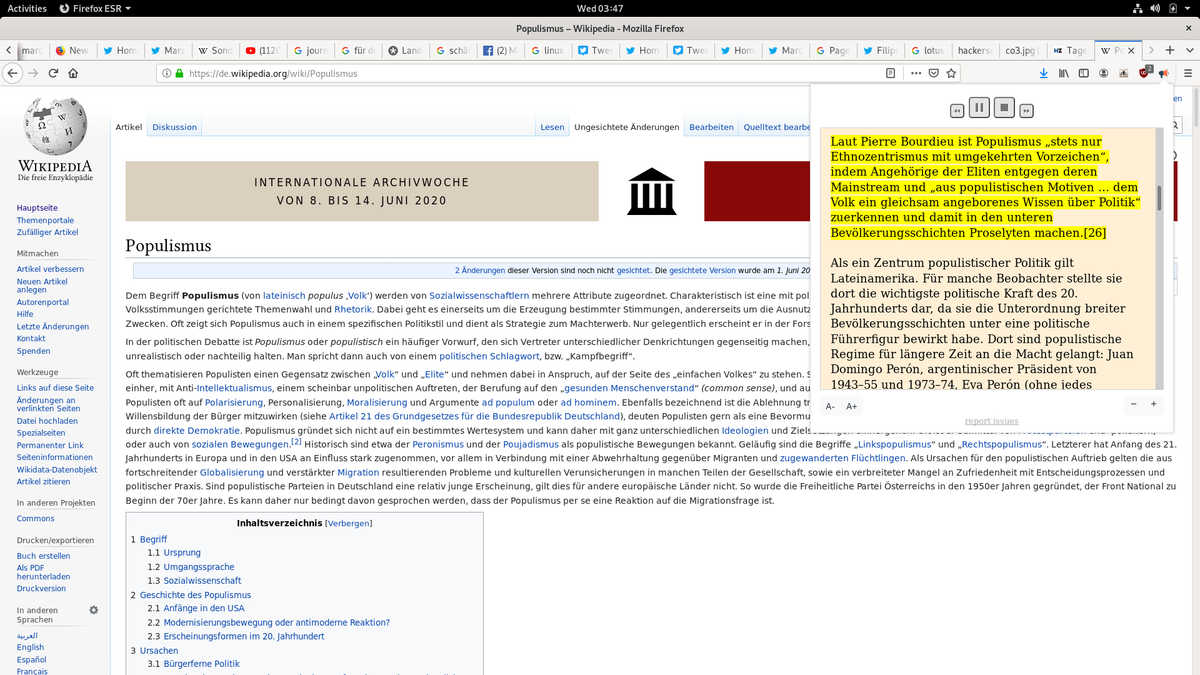 Activities Firefox ESR Wed 03:47
Populismus – Wikipedia - Mozilla Firefox
marc New Hom Marc W Sond (112 G journ G für de Land G schä (2) M G linux Twe Hom Twe Hom Marc G Page Filip G lotus hackers co3.jpg HZ Tage W Po
https://de.wikipedia.org/wiki/Populismus
2
WIKIPEDIA
Die freie Enzyklopädie
Hauptseite
Themenportale
Zufälliger Artikel
Mitmachen
Artikel verbessern
Neuen Artikel
anlegen
Autorenportal
Hilfe
Letzte Änderungen
Kontakt
Spenden
Werkzeuge
Links auf diese Seite
Änderungen an
verlinkten Seiten
Datei hochladen
Spezialseiten
Permanenter Link
Seiteninformationen
Wikidata-Datenobjekt
Artikel zitieren
In anderen Projekten
Commons
Drucken/exportieren
Buch erstellen
Als PDF
herunterladen
Druckversion
In anderen
Sprachen
العربية
English
Español
Français
Artikel Diskussion Lesen Ungesichtete Änderungen Bearbeiten Quelltext bearbe
INTERNATIONALE ARCHIVWOCHE
VON 8. BIS 14. JUNI 2020
Populismus
2 Änderungen dieser Version sind noch nicht gesichtet. Die gesichtete Version wurde am 1. Juni 20
Dem Begriff Populismus (von lateinisch populus ‚Volk‘) werden von Sozialwissenschaftlern mehrere Attribute zugeordnet. Charakteristisch ist eine mit pol
Volksstimmungen gerichtete Themenwahl und Rhetorik. Dabei geht es einerseits um die Erzeugung bestimmter Stimmungen, andererseits um die Ausnutz
Zwecken. Oft zeigt sich Populismus auch in einem spezifischen Politikstil und dient als Strategie zum Machterwerb. Nur gelegentlich erscheint er in der Fors
In der politischen Debatte ist Populismus oder populistisch ein häufiger Vorwurf, den sich Vertreter unterschiedlicher Denkrichtungen gegenseitig machen,
unrealistisch oder nachteilig halten. Man spricht dann auch von einem politischen Schlagwort, bzw. „Kampfbegriff“.
Oft thematisieren Populisten einen Gegensatz zwischen „Volk“ und „Elite“ und nehmen dabei in Anspruch, auf der Seite des „einfachen Volkes“ zu stehen. S
einher, mit Anti-Intellektualismus, einem scheinbar unpolitischen Auftreten, der Berufung auf den „gesunden Menschenverstand“ (common sense), und au
Populisten oft auf Polarisierung, Personalisierung, Moralisierung und Argumente ad populum oder ad hominem. Ebenfalls bezeichnend ist die Ablehnung tr
Willensbildung der Bürger mitzuwirken (siehe Artikel 21 des Grundgesetzes für die Bundesrepublik Deutschland), deuten Populisten gern als eine Bevormu
durch direkte Demokratie. Populismus gründet sich nicht auf ein bestimmtes Wertesystem und kann daher mit ganz unterschiedlichen Ideologien und
oder auch von sozialen Bewegungen.[2] Historisch sind etwa der Peronismus und der Poujadismus als populistische Bewegungen bekannt. Geläufig sind die Begriffe „Linkspopulismus“ und „Rechtspopulismus“. Letzterer hat Anfang des 21.
Jahrhunderts in Europa und in den USA an Einfluss stark zugenommen, vor allem in Verbindung mit einer Abwehrhaltung gegenüber Migranten und zugewanderten Flüchtlingen. Als Ursachen für den populistischen Auftrieb gelten die aus
fortschreitender Globalisierung und verstärkter Migration resultierenden Probleme und kulturellen Verunsicherungen in manchen Teilen der Gesellschaft, sowie ein verbreiteter Mangel an Zufriedenheit mit Entscheidungsprozessen und
politischer Praxis. Sind populistische Parteien in Deutschland eine relativ junge Erscheinung, gilt dies für andere europäische Länder nicht. So wurde die Freiheitliche Partei Österreichs in den 1950er Jahren gegründet, der Front National zu
Beginn der 70er Jahre. Es kann daher nur bedingt davon gesprochen werden, dass der Populismus per se eine Reaktion auf die Migrationsfrage ist.
Inhaltsverzeichnis [Verbergen]
1 Begriff
1.1 Ursprung
1.2 Umgangssprache
1.3 Sozialwissenschaft
2 Geschichte des Populismus
2.1 Anfänge in den USA
2.2 Modernisierungsbewegung oder antimoderne Reaktion?
2.3 Erscheinungsformen im 20. Jahrhundert
3 Ursachen
3.1 Bürgerferne Politik
en
Laut Pierre Bourdieu ist Populismus „stets nur
Ethnozentrismus mit umgekehrten Vorzeichen“,
indem Angehörige der Eliten entgegen deren
Mainstream und „aus populistischen Motiven ... dem
Volk ein gleichsam angeborenes Wissen über Politik“
zuerkennen und damit in den unteren
Bevölkerungsschichten Proselyten machen.[26]
Als ein Zentrum populistischer Politik gilt
Lateinamerika. Für manche Beobachter stellte sie
dort die wichtigste politische Kraft des 20.
Jahrhunderts dar, da sie die Unterordnung breiter
Bevölkerungsschichten unter eine politische
Führerfigur bewirkt habe. Dort sind populistische
Regime für längere Zeit an die Macht gelangt: Juan
Domingo Perón, argentinischer Präsident von
1943–55 und 1973–74, Eva Perón (ohne jedes
A- A+ − +
report issues